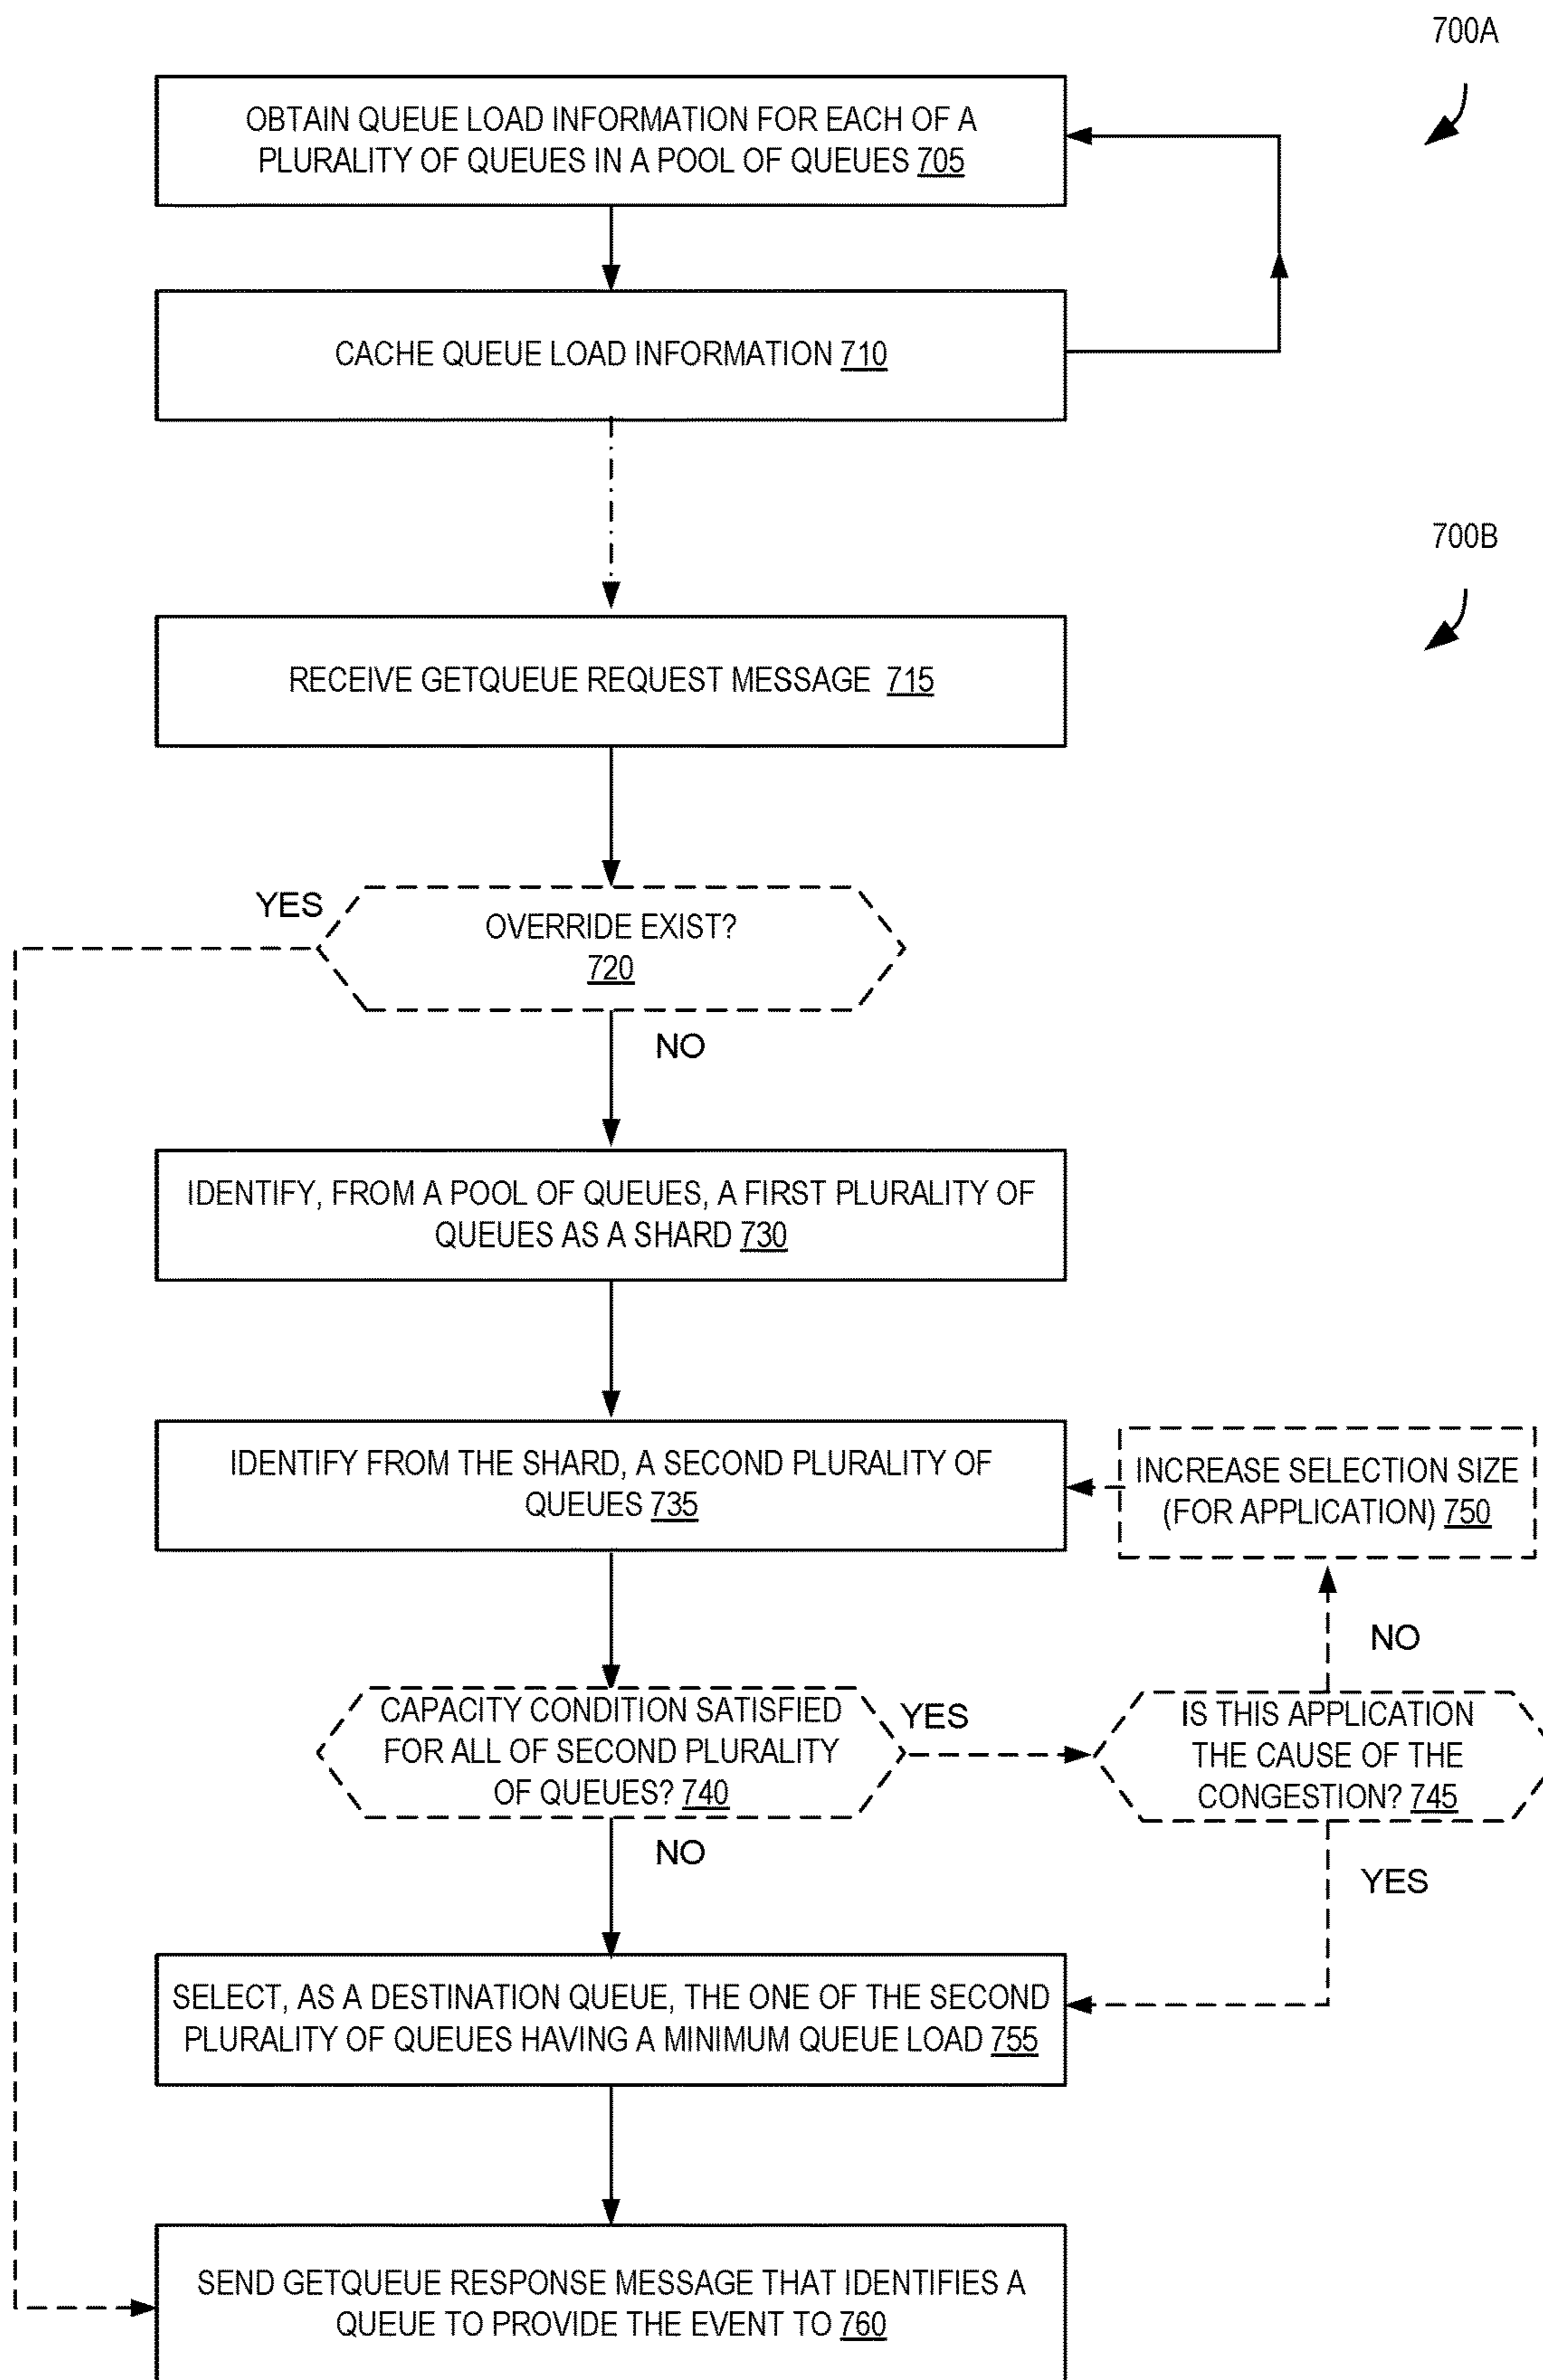 700A
OBTAIN QUEUE LOAD INFORMATION FOR EACH OF A
PLURALITY OF QUEUES IN A POOL OF QUEUES 705
CACHE QUEUE LOAD INFORMATION 710
700B
RECEIVE GETQUEUE REQUEST MESSAGE 715
YES
OVERRIDE EXIST?
720
NO
IDENTIFY, FROM A POOL OF QUEUES, A FIRST PLURALITY OF
QUEUES AS A SHARD 730
IDENTIFY FROM THE SHARD, A SECOND PLURALITY OF
QUEUES 735
INCREASE SELECTION SIZE
(FOR APPLICATION) 750
NO
CAPACITY CONDITION SATISFIED
FOR ALL OF SECOND PLURALITY
OF QUEUES? 740
YES
IS THIS APPLICATION
THE CAUSE OF THE
CONGESTION? 745
NO
YES
SELECT, AS A DESTINATION QUEUE, THE ONE OF THE SECOND
PLURALITY OF QUEUES HAVING A MINIMUM QUEUE LOAD 755
SEND GETQUEUE RESPONSE MESSAGE THAT IDENTIFIES A
QUEUE TO PROVIDE THE EVENT TO 760